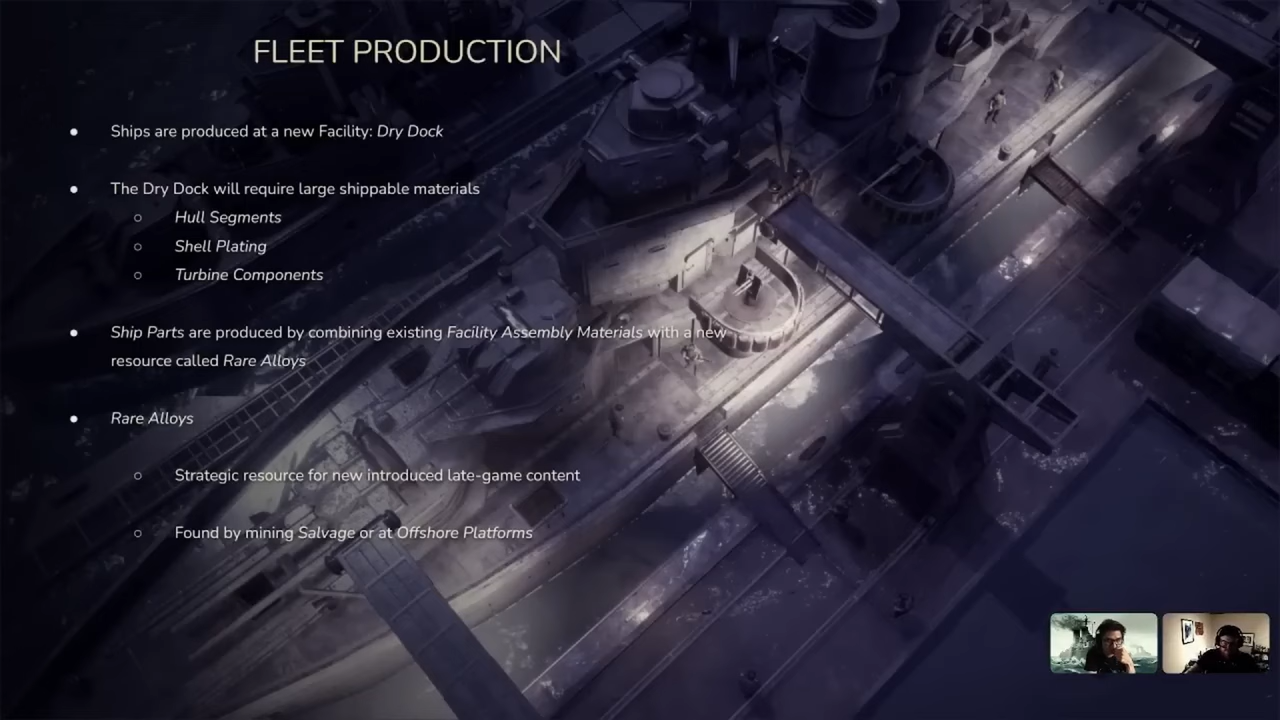 FLEET PRODUCTION
● Ships are produced at a new Facility: Dry Dock
● The Dry Dock will require large shippable materials
○ Hull Segments
○ Shell Plating
○ Turbine Components
● Ship Parts are produced by combining existing Facility Assembly Materials with a new
resource called Rare Alloys
● Rare Alloys
○ Strategic resource for new introduced late-game content
○ Found by mining Salvage or at Offshore Platforms